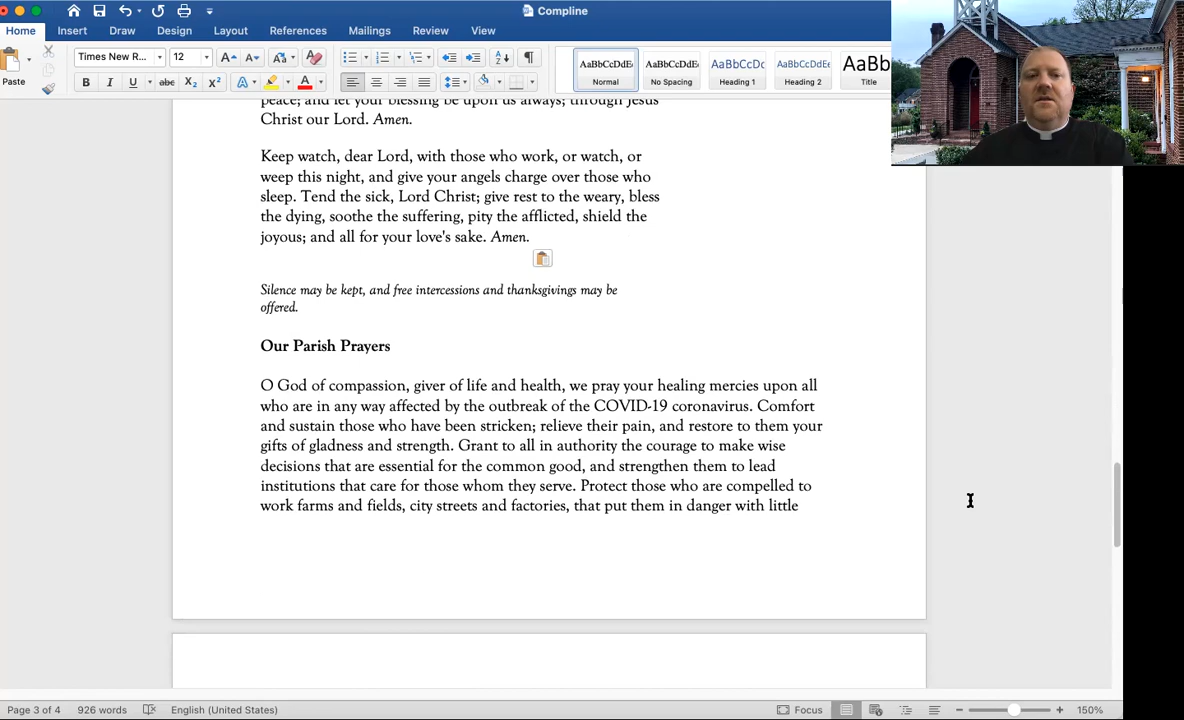 Compline
Home Insert Draw Design Layout References Mailings Review View
Paste
Times New R... 12
AaBbCcDdEe
Normal
AaBbCcDdEe
No Spacing
AaBbCcDc
Heading 1
AaBbCcDdEe
Heading 2
AaBb
Title
peace; and let your blessing be upon us always; through Jesus
Christ our Lord. Amen.
Keep watch, dear Lord, with those who work, or watch, or
weep this night, and give your angels charge over those who
sleep. Tend the sick, Lord Christ; give rest to the weary, bless
the dying, soothe the suffering, pity the afflicted, shield the
joyous; and all for your love's sake. Amen.
Silence may be kept, and free intercessions and thanksgivings may be
offered.
Our Parish Prayers
O God of compassion, giver of life and health, we pray your healing mercies upon all
who are in any way affected by the outbreak of the COVID-19 coronavirus. Comfort
and sustain those who have been stricken; relieve their pain, and restore to them your
gifts of gladness and strength. Grant to all in authority the courage to make wise
decisions that are essential for the common good, and strengthen them to lead
institutions that care for those whom they serve. Protect those who are compelled to
work farms and fields, city streets and factories, that put them in danger with little
Page 3 of 4 926 words English (United States) Focus 150%